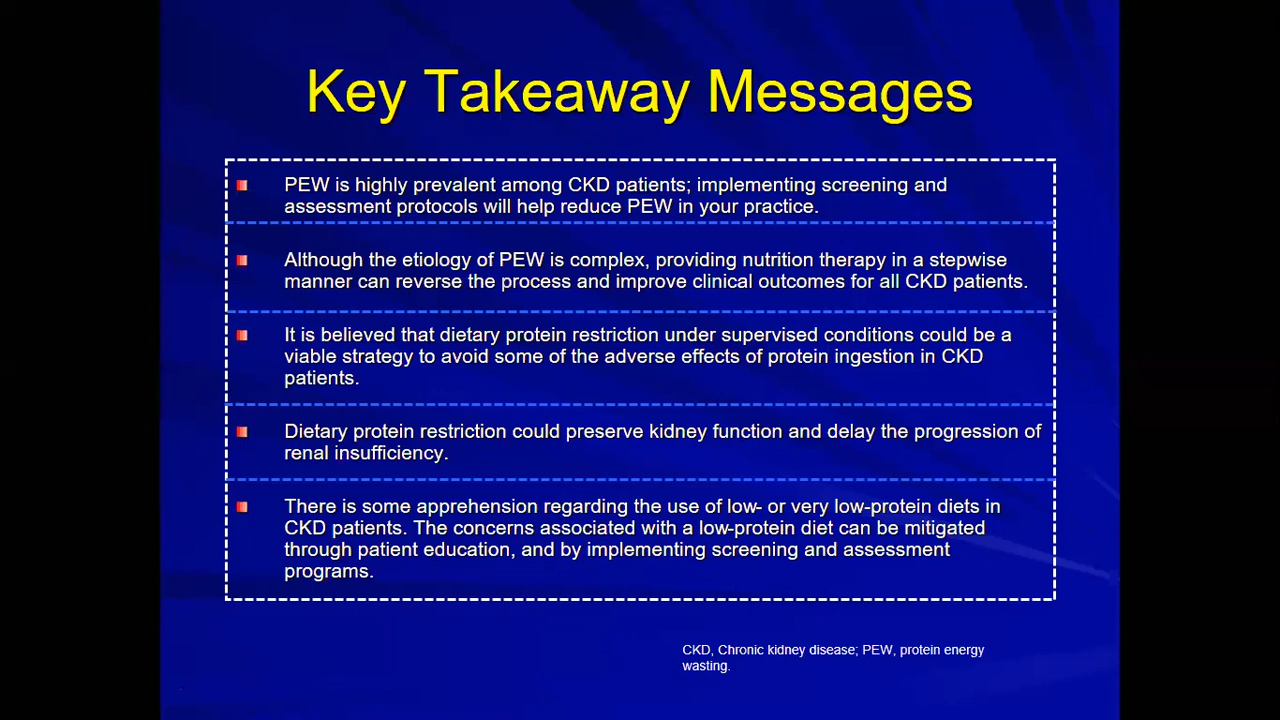 Key Takeaway Messages
PEW is highly prevalent among CKD patients; implementing screening and
assessment protocols will help reduce PEW in your practice.
Although the etiology of PEW is complex, providing nutrition therapy in a stepwise
manner can reverse the process and improve clinical outcomes for all CKD patients.
It is believed that dietary protein restriction under supervised conditions could be a
viable strategy to avoid some of the adverse effects of protein ingestion in CKD
patients.
Dietary protein restriction could preserve kidney function and delay the progression of
renal insufficiency.
There is some apprehension regarding the use of low- or very low-protein diets in
CKD patients. The concerns associated with a low-protein diet can be mitigated
through patient education, and by implementing screening and assessment
programs.
CKD, Chronic kidney disease; PEW, protein energy
wasting.